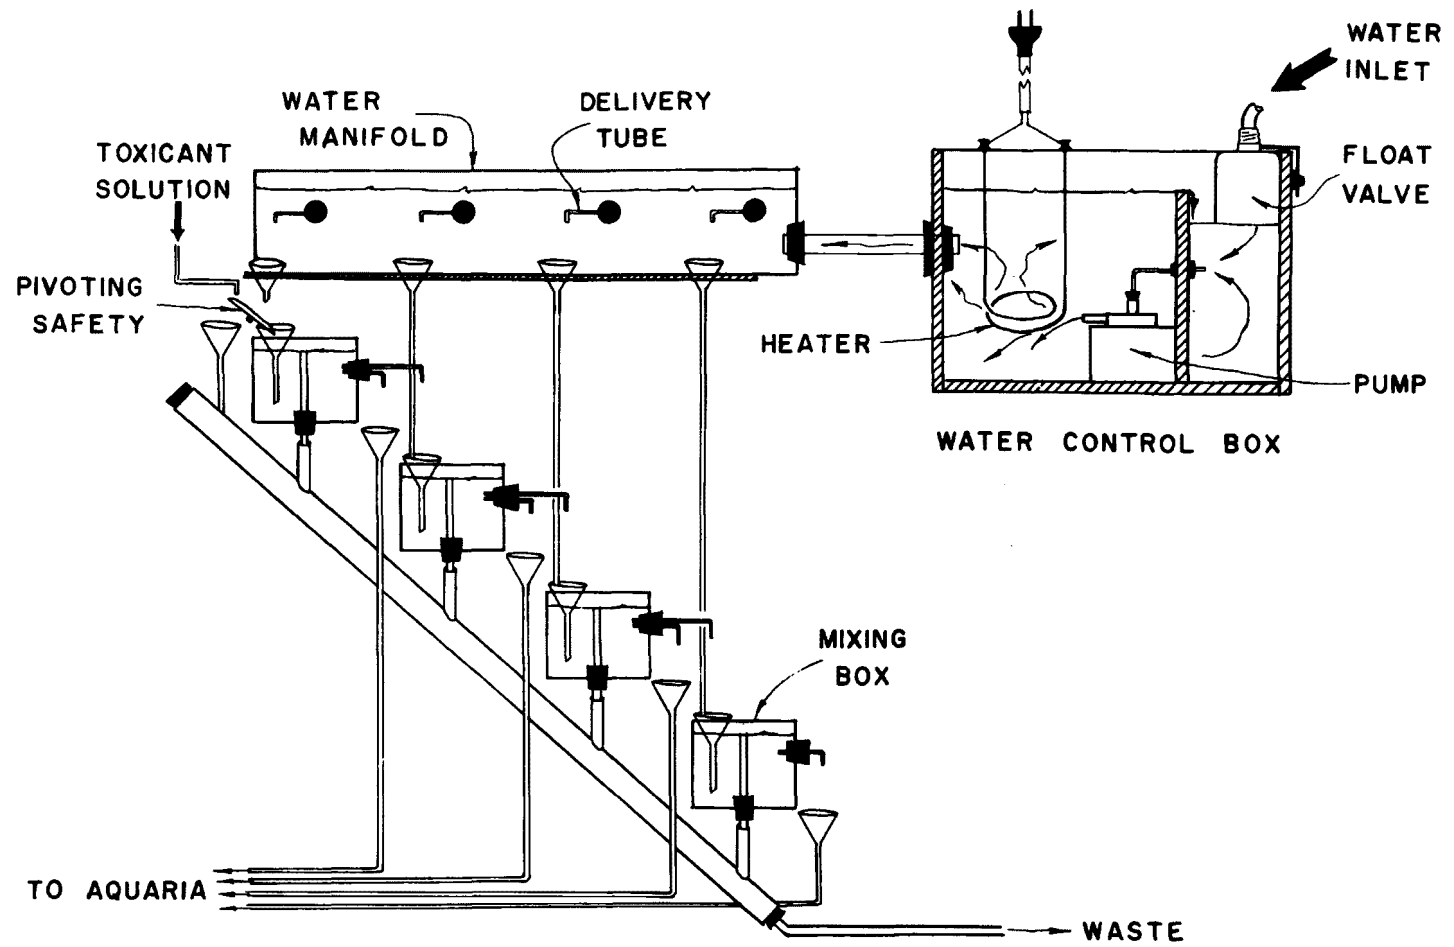 WATER
INLET
WATER
MANIFOLD
DELIVERY
TUBE
TOXICANT
SOLUTION
FLOAT
VALVE
PIVOTING
SAFETY
HEATER
PUMP
WATER CONTROL BOX
MIXING
BOX
TO AQUARIA
WASTE